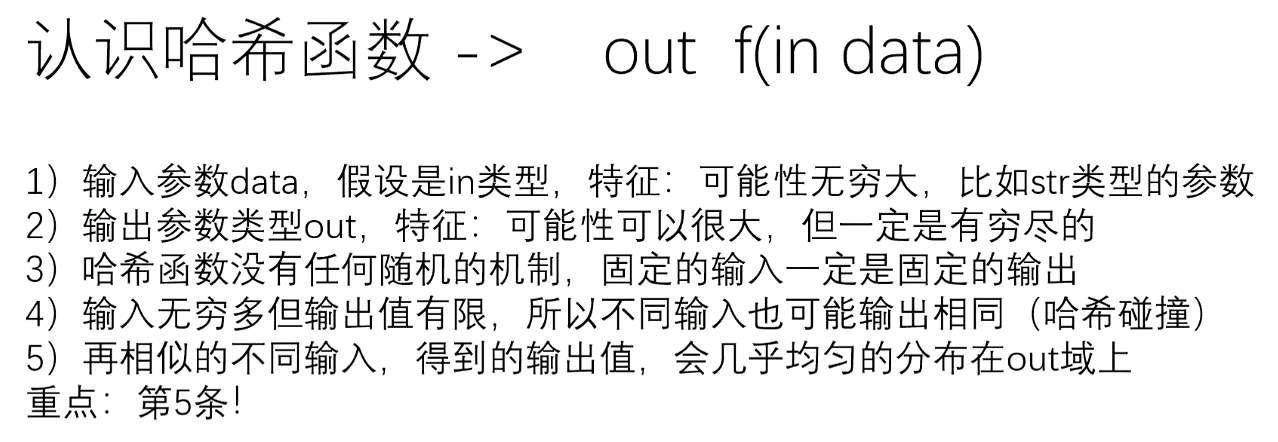 认识哈希函数 -> out f(in data)
1）输入参数data，假设是in类型，特征：可能性无穷大，比如str类型的参数
2）输出参数类型out，特征：可能性可以很大，但一定是有穷尽的
3）哈希函数没有任何随机的机制，固定的输入一定是固定的输出
4）输入无穷多但输出值有限，所以不同输入也可能输出相同（哈希碰撞）
5）再相似的不同输入，得到的输出值，会几乎均匀的分布在out域上
重点：第5条！